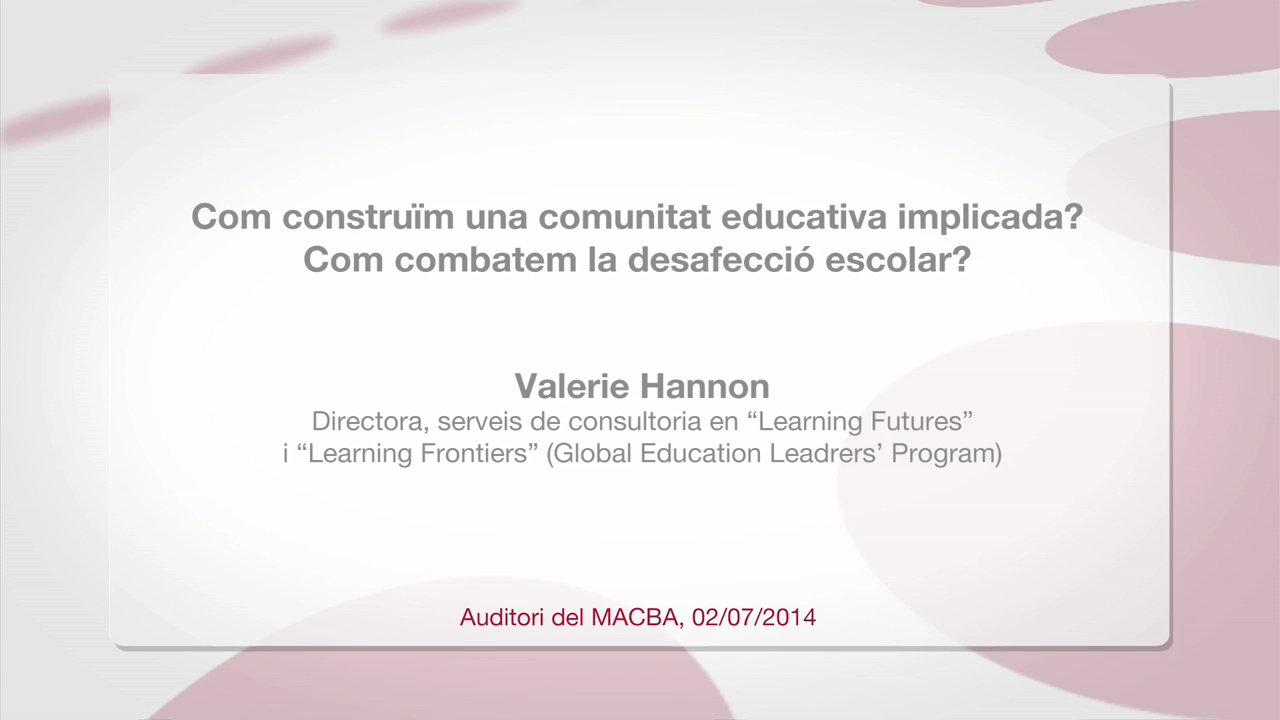 Com construïm una comunitat educativa implicada?
Com combatem la desafecció escolar?
Valerie Hannon
Directora, serveis de consultoria en “Learning Futures”
i “Learning Frontiers” (Global Education Leadrers’ Program)
Auditori del MACBA, 02/07/2014